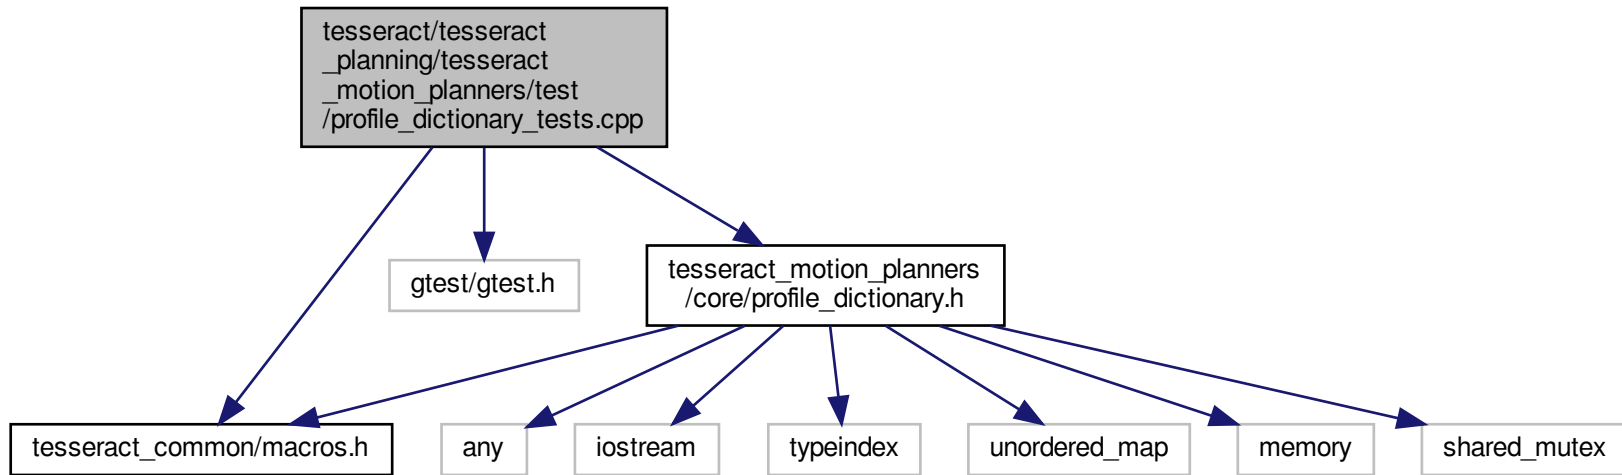 tesseract/tesseract
_planning/tesseract
_motion_planners/test
/profile_dictionary_tests.cpp
gtest/gtest.h
tesseract_motion_planners
/core/profile_dictionary.h
tesseract_common/macros.h
any
iostream
typeindex
unordered_map
memory
shared_mutex